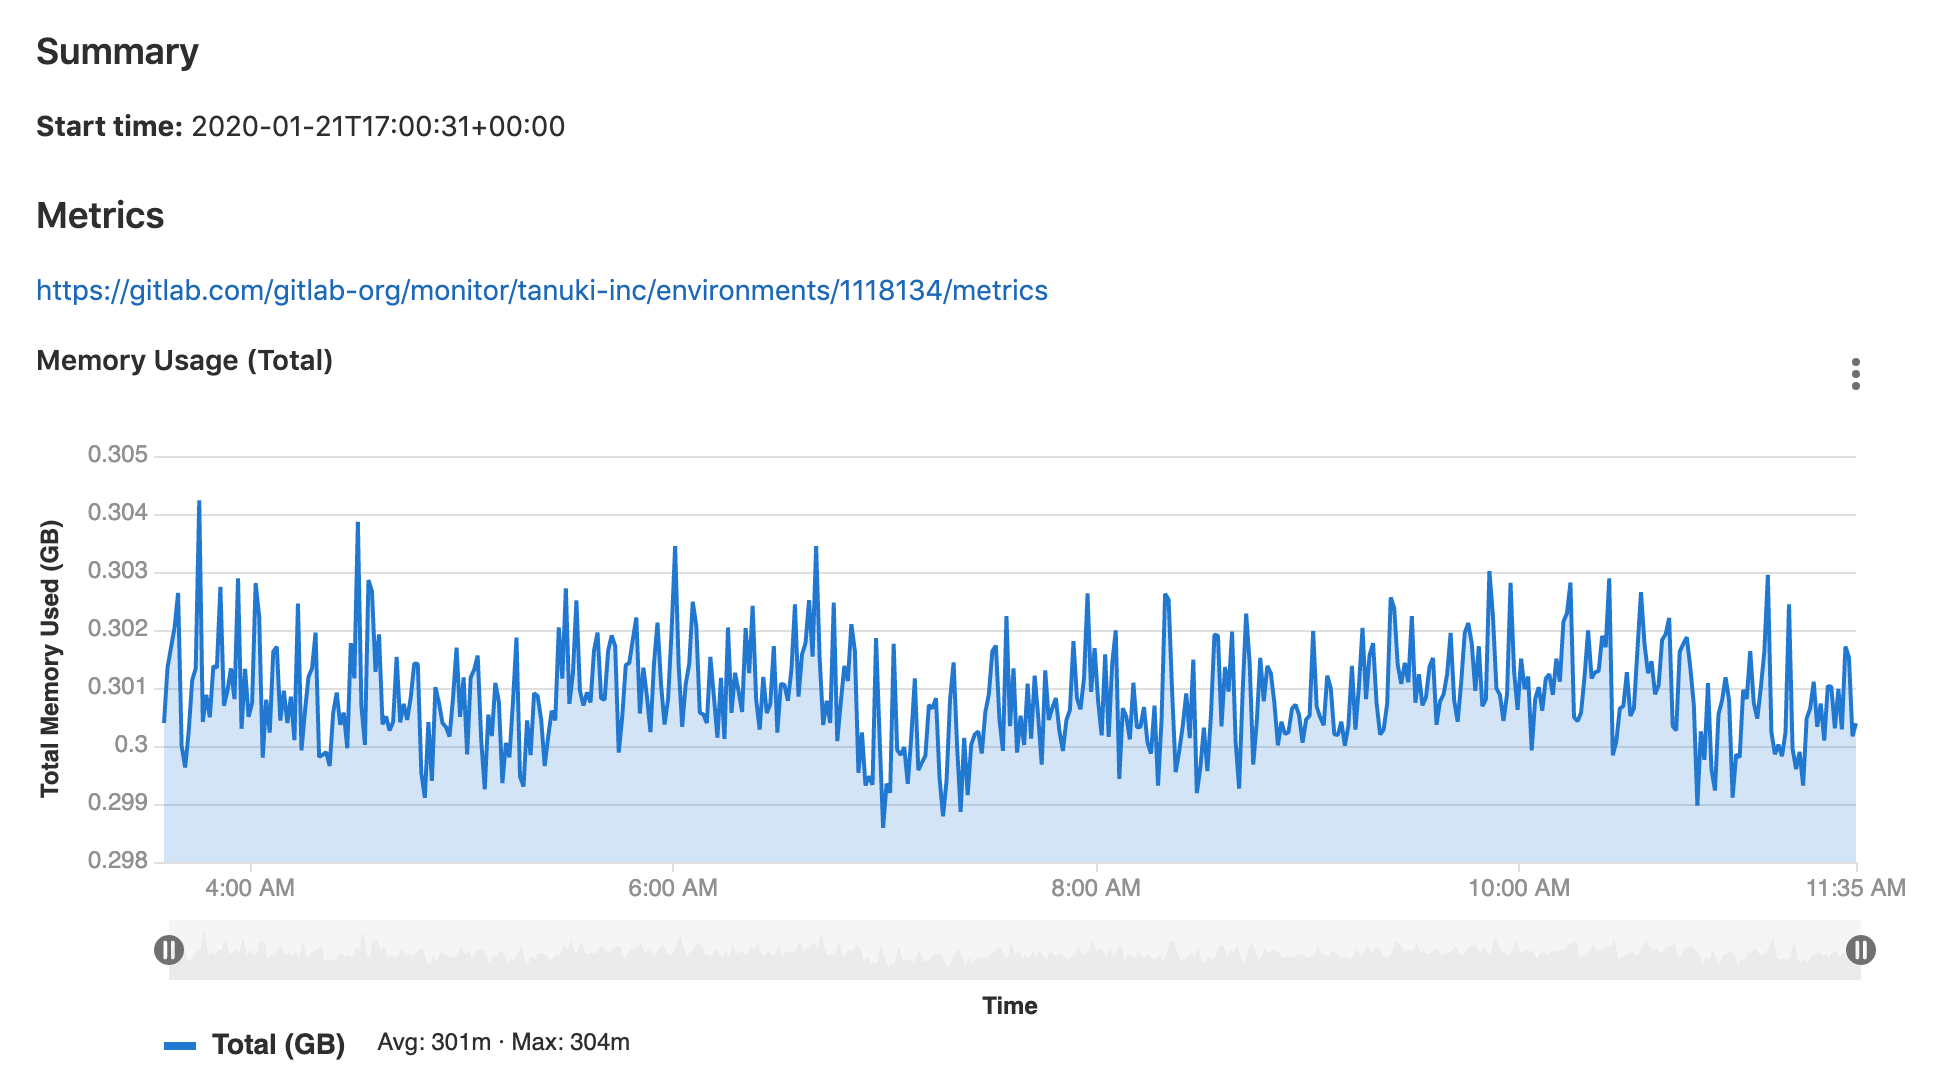 Summary
Start time: 2020-01-21T17:00:31+00:00
Metrics
https://gitlab.com/gitlab-org/monitor/tanuki-inc/environments/1118134/metrics
Memory Usage (Total)
Total Memory Used (GB)
0.305
0.304
0.303
0.302
0.301
0.3
0.299
0.298
4:00 AM 6:00 AM 8:00 AM 10:00 AM 11:35 AM
Time
Total (GB) Avg: 301m · Max: 304m